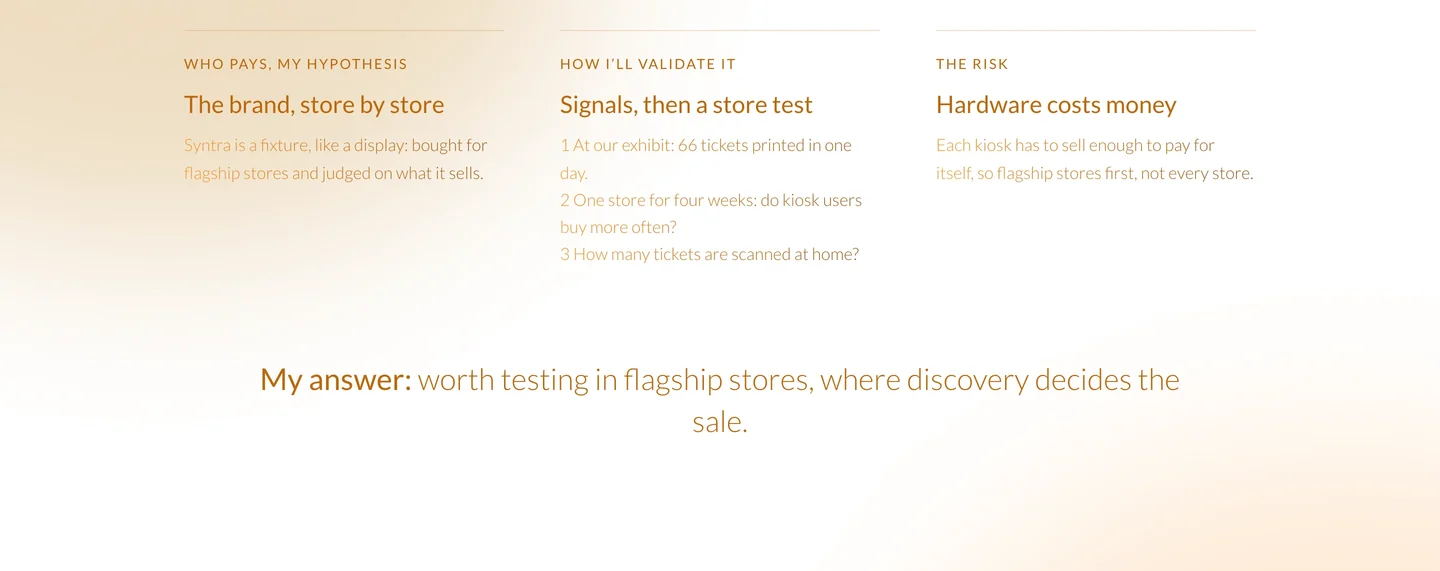 WHO PAYS, MY HYPOTHESIS
The brand, store by store
Syntra is a fixture, like a display: bought for
flagship stores and judged on what it sells.
HOW I’LL VALIDATE IT
Signals, then a store test
1 At our exhibit: 66 tickets printed in one
day.
2 One store for four weeks: do kiosk users
buy more often?
3 How many tickets are scanned at home?
THE RISK
Hardware costs money
Each kiosk has to sell enough to pay for
itself, so flagship stores first, not every store.
My answer: worth testing in flagship stores, where discovery decides the
sale.